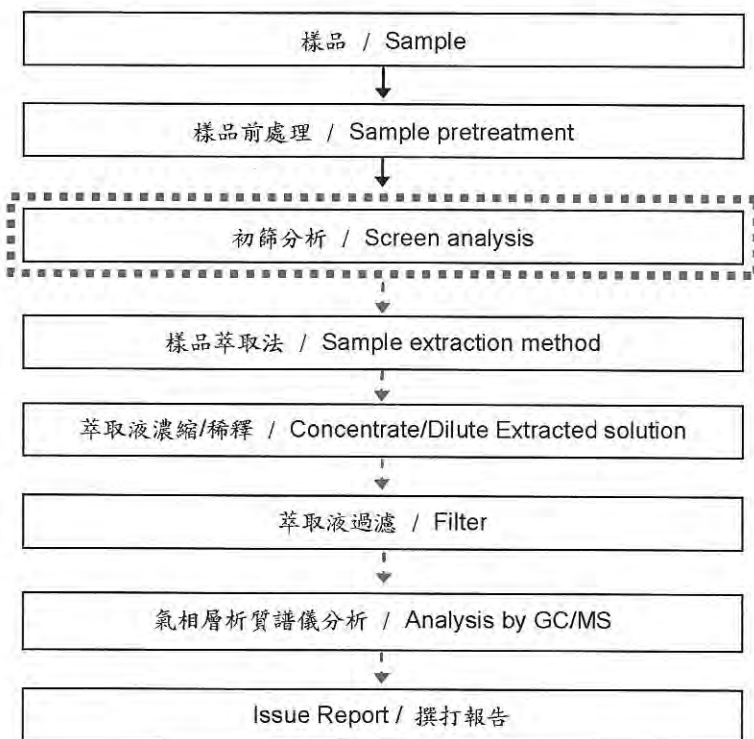 樣品 / Sample
樣品前處理 / Sample pretreatment
初篩分析 / Screen analysis
樣品萃取法 / Sample extraction method
萃取液濃縮/稀釋 / Concentrate/Dilute Extracted solution
萃取液過濾 / Filter
氣相層析質譜儀分析 / Analysis by GC/MS
Issue Report / 撰打報告